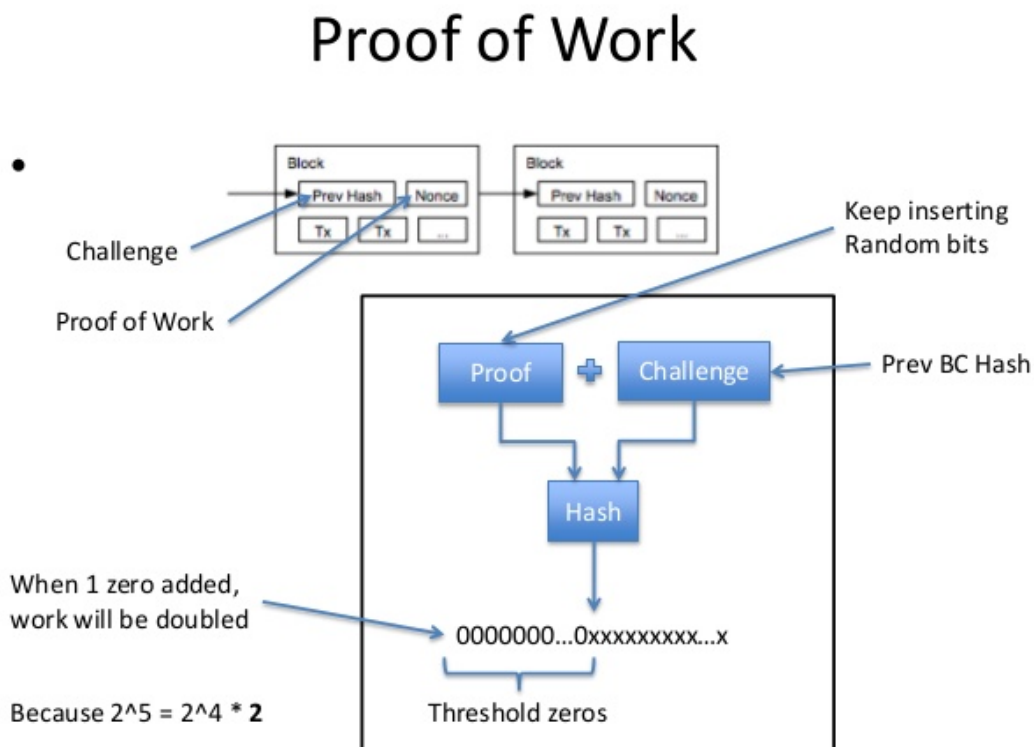 Proof of Work
•
Block
Prev Hash
Nonce
Tx
Tx
...
Block
Prev Hash
Nonce
Tx
Tx
...
Challenge
Proof of Work
Keep inserting
Random bits
Proof
Challenge
Prev BC Hash
Hash
When 1 zero added,
work will be doubled
0000000...0xxxxxxxxxx...x
Threshold zeros
Because 2^5 = 2^4 * 2